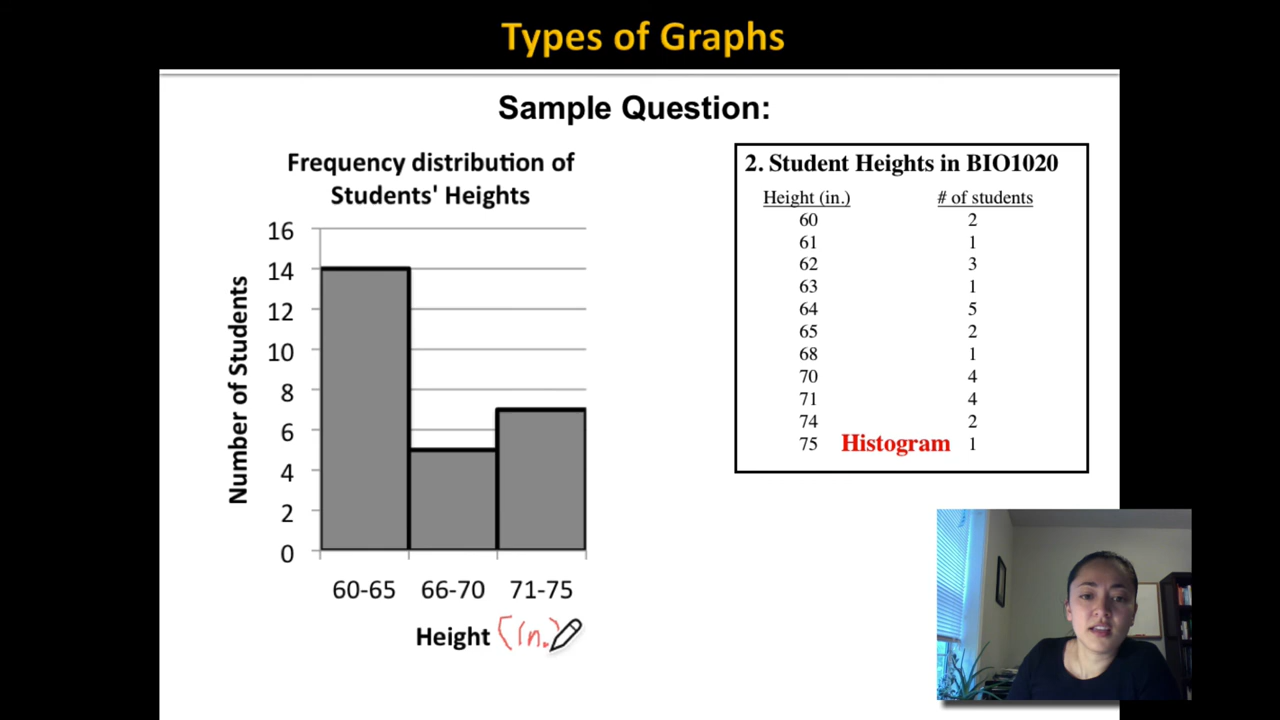 Types of Graphs
Sample Question:
Frequency distribution of
Students' Heights
Number of Students
16
14
12
10
8
6
4
2
0
60-65 66-70 71-75
Height (in.)
2. Student Heights in BIO1020
Height (in.) # of students
60 2
61 1
62 3
63 1
64 5
65 2
68 1
70 4
71 4
74 2
75 Histogram 1